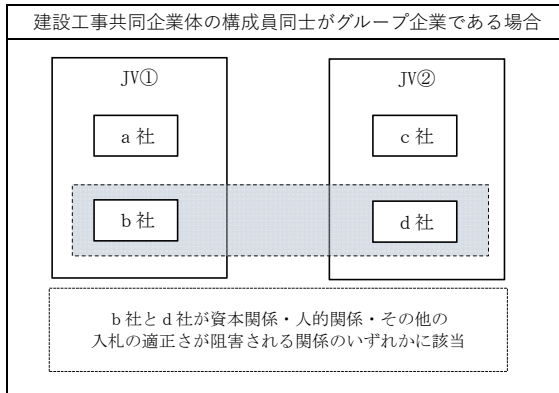 建設工事共同企業体の構成員同士がグループ企業である場合
JV① JV②
a 社 c 社
b 社 d 社
b 社と d 社が資本関係・人的関係・その他の
入札の適正さが阻害される関係のいずれかに該当